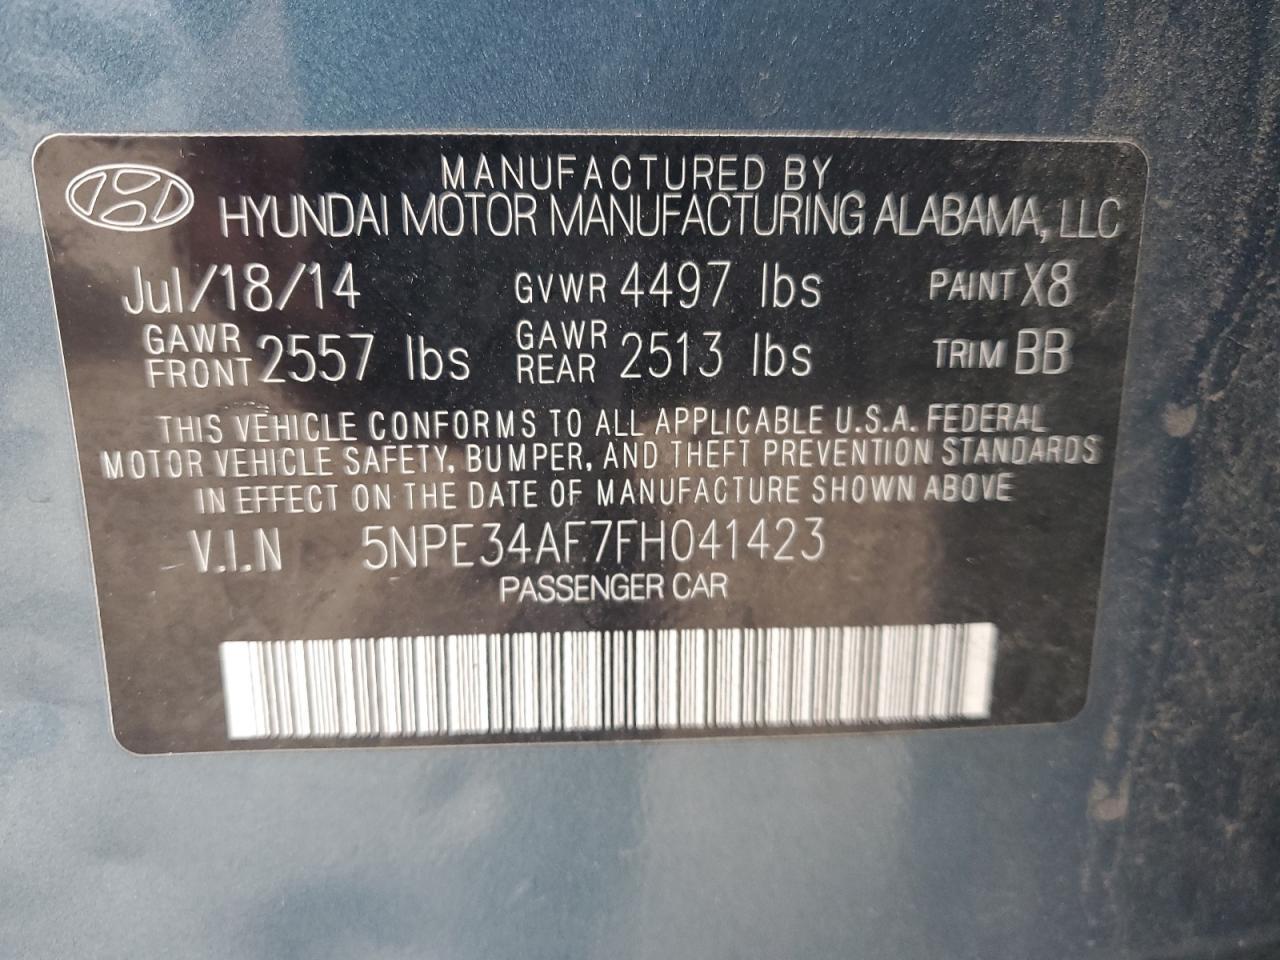 MANUFACTURED BY
HYUNDAI MOTOR MANUFACTURING ALABAMA, LLC
Jul/18/14 GVWR 4497 lbs PAINT X8
GAWR FRONT 2557 lbs GAWR REAR 2513 lbs TRIM BB
THIS VEHICLE CONFORMS TO ALL APPLICABLE U.S.A. FEDERAL
MOTOR VEHICLE SAFETY, BUMPER, AND THEFT PREVENTION STANDARDS
IN EFFECT ON THE DATE OF MANUFACTURE SHOWN ABOVE
V.I.N 5NPE34AF7FH041423
PASSENGER CAR